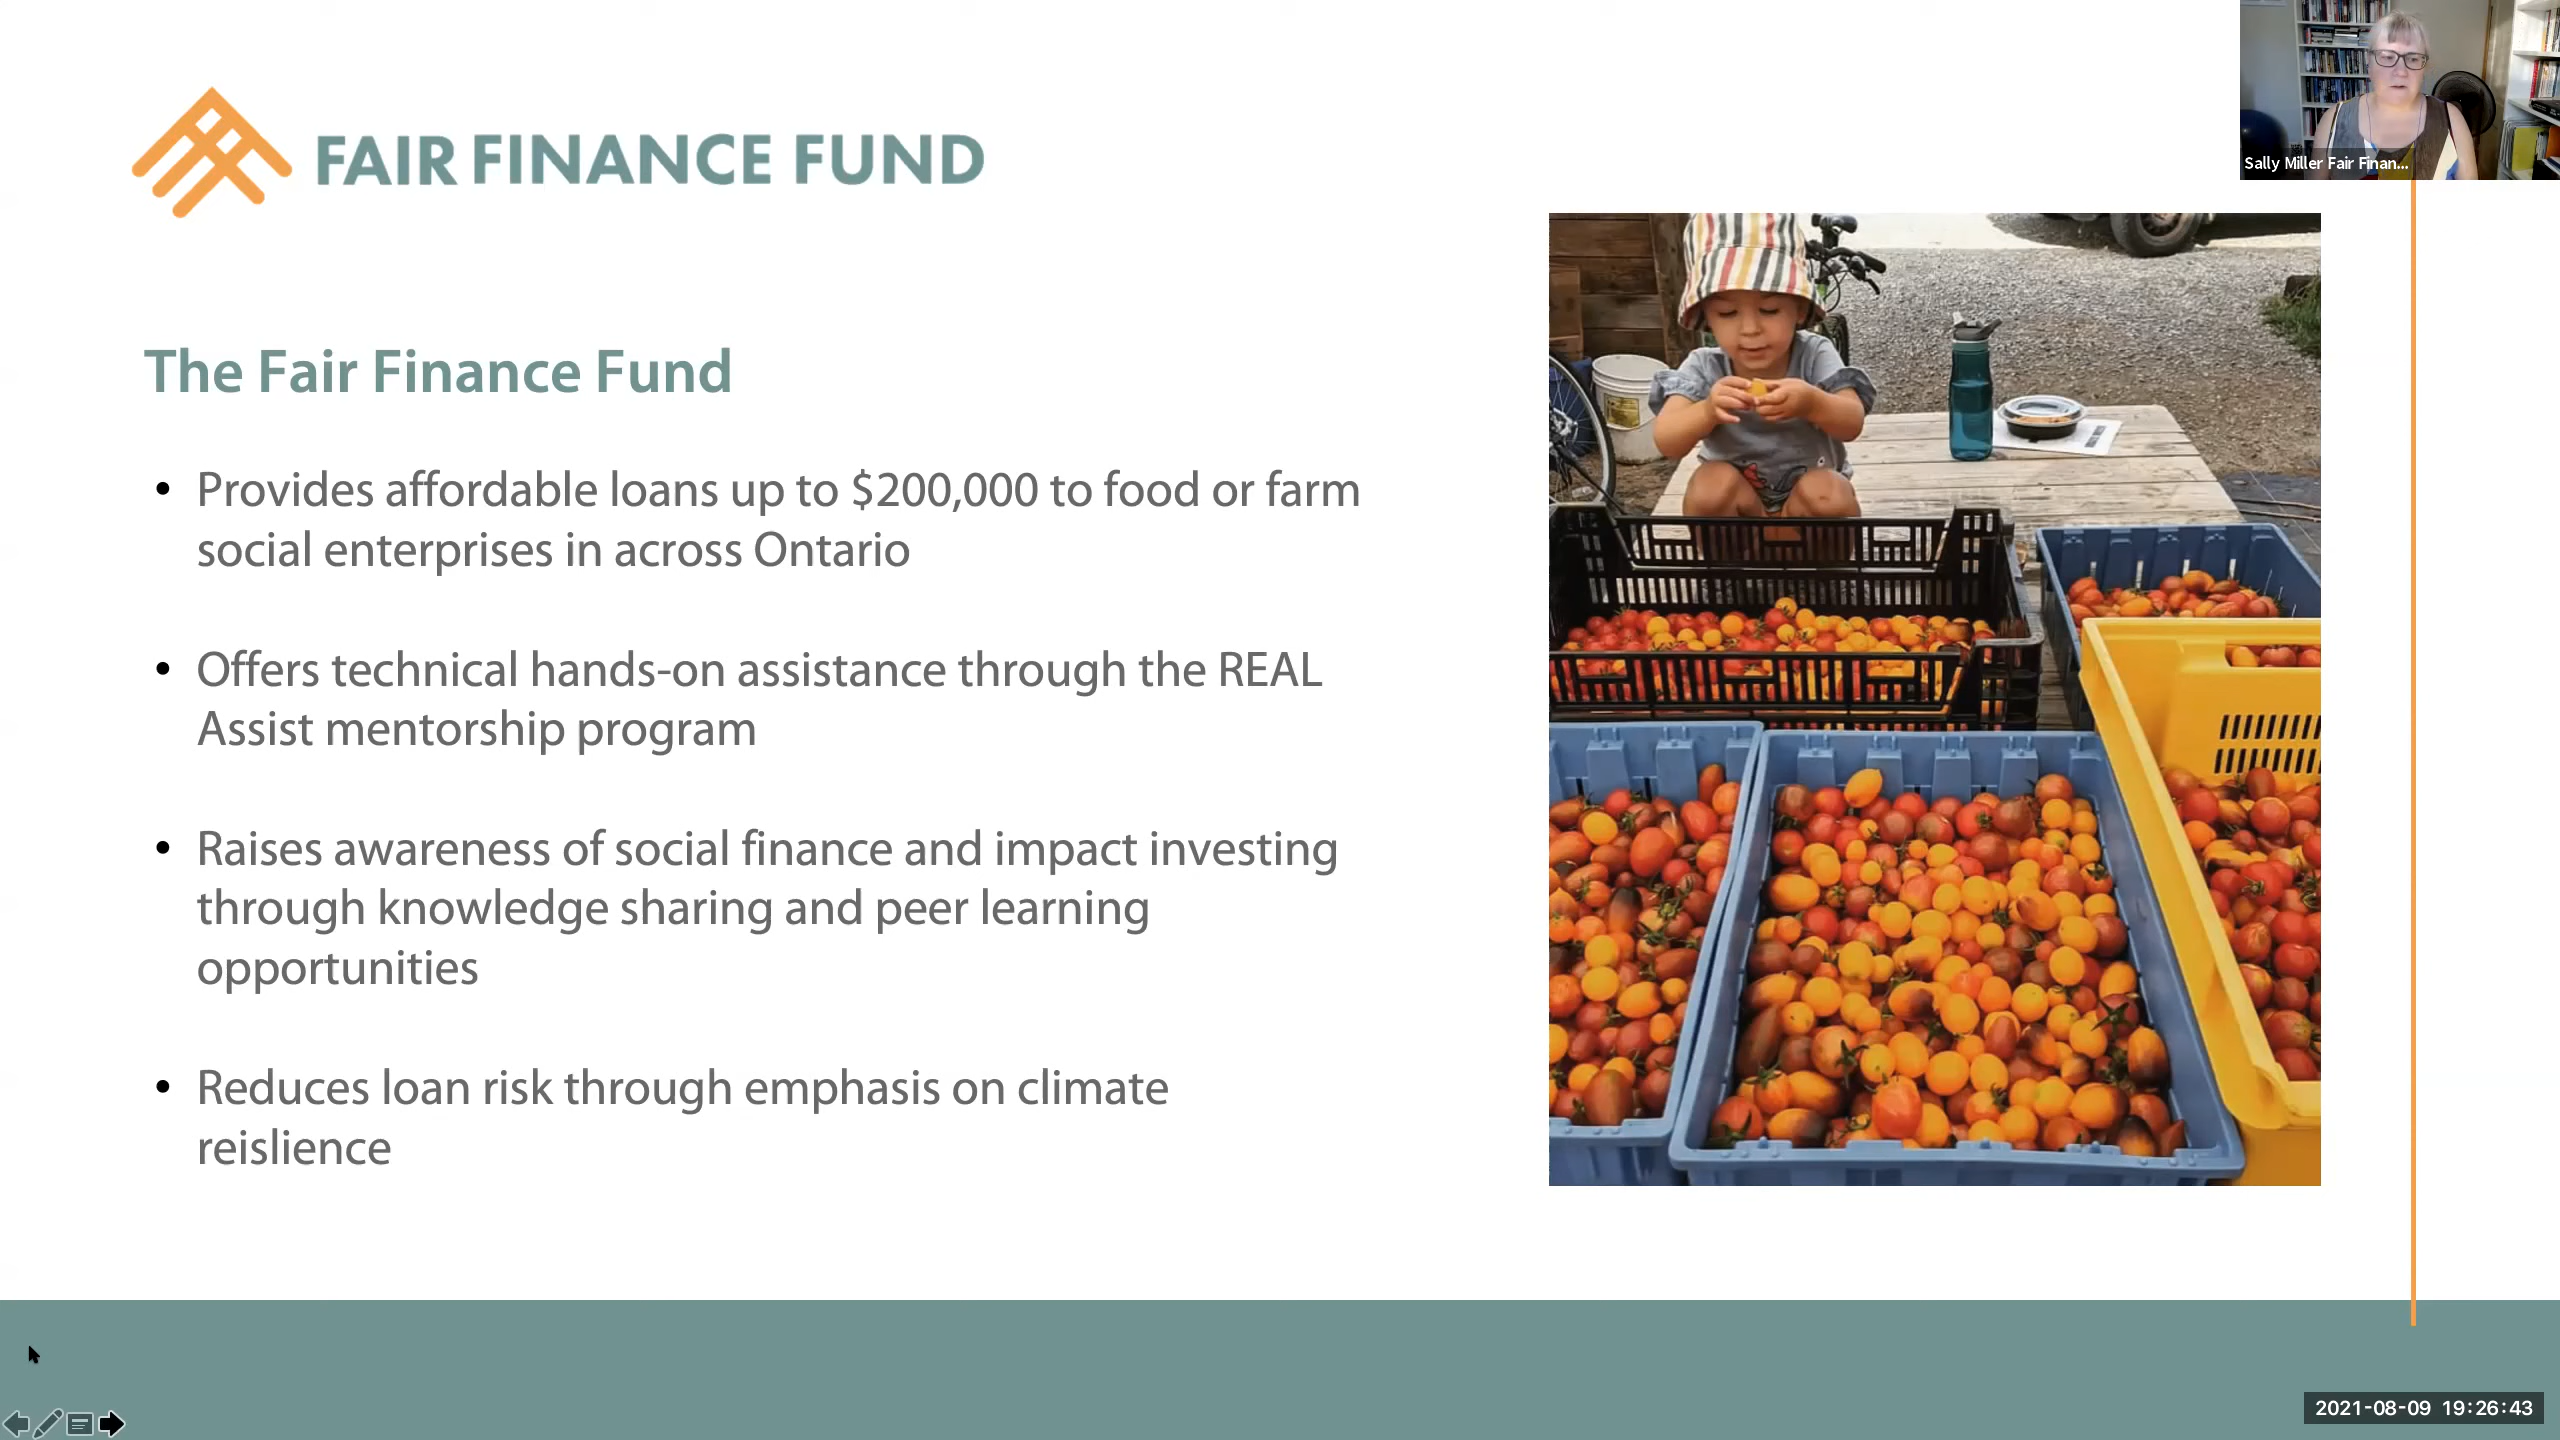 FAIR FINANCE FUND
Sally Miller Fair Finan...
The Fair Finance Fund
• Provides affordable loans up to $200,000 to food or farm
social enterprises in across Ontario
• Offers technical hands-on assistance through the REAL
Assist mentorship program
• Raises awareness of social finance and impact investing
through knowledge sharing and peer learning
opportunities
• Reduces loan risk through emphasis on climate
reislience
2021-08-09 19:26:43